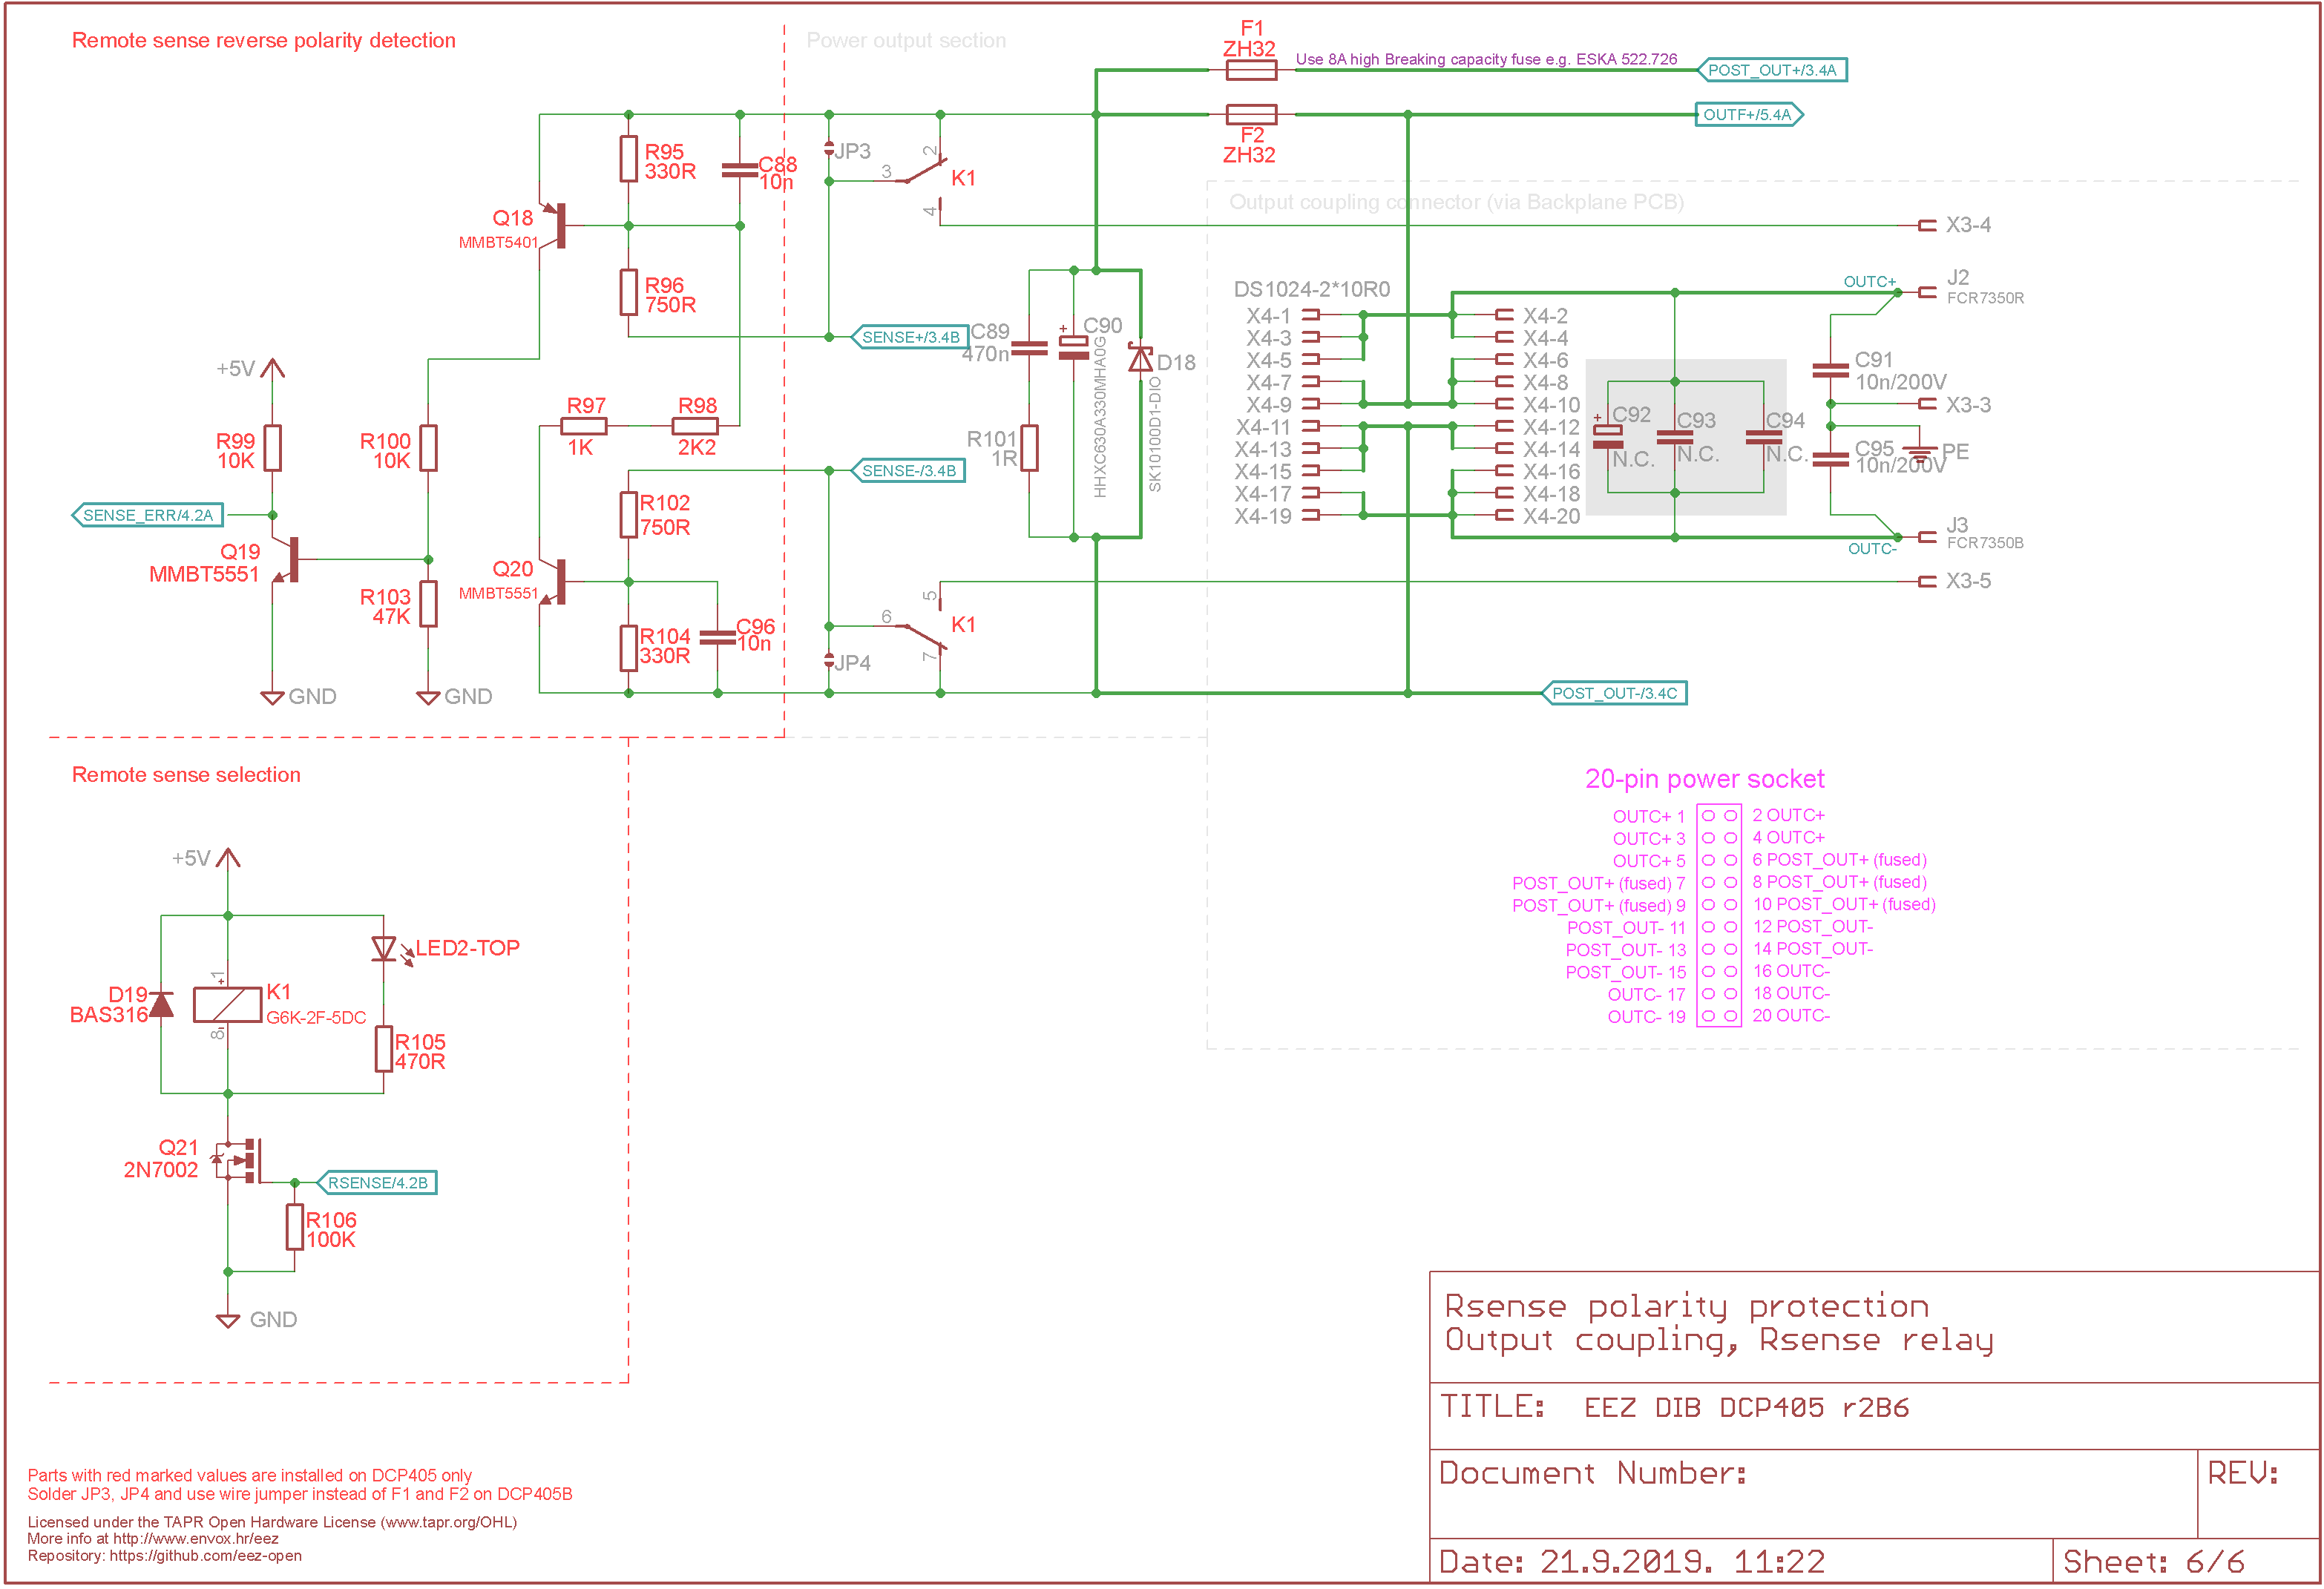 Remote sense reverse polarity detection
Power output section
F1
ZH32
Use 8A high Breaking capacity fuse e.g. ESKA 522.726
POST_OUT+/3.4A
OUTF+/5.4A
F2
ZH32
R95
330R
C88
10n
JP3
2
3
K1
4
Output coupling connector (via Backplane PCB)
Q18
MMBT5401
X3-4
R96
750R
SENSE+/3.4B
C89
470n
+
C90
HHXC630A330MHA0G
D18
SK10100D1-DIO
DS1024-2*10R0
X4-1
X4-3
X4-5
X4-7
X4-9
X4-11
X4-13
X4-15
X4-17
X4-19
X4-2
X4-4
X4-6
X4-8
X4-10
X4-12
X4-14
X4-16
X4-18
X4-20
OUTC+
J2
FCR7350R
C91
10n/200V
X3-3
+
C92
N.C.
C93
N.C.
C94
N.C.
C95
10n/200V
PE
OUTC-
J3
FCR7350B
X3-5
+5V
R99
10K
R100
10K
R97
1K
R98
2K2
R101
1R
SENSE-/3.4B
R102
750R
SENSE_ERR/4.2A
Q19
MMBT5551
Q20
MMBT5551
R103
47K
R104
330R
C96
10n
5
6
K1
7
JP4
GND
GND
POST_OUT-/3.4C
Remote sense selection
+5V
LED2-TOP
D19
BAS316
1
+
K1
G6K-2F-5DC
8
-
R105
470R
Q21
2N7002
RSENSE/4.2B
R106
100K
GND
20-pin power socket
OUTC+ 1 2 OUTC+
OUTC+ 3 4 OUTC+
OUTC+ 5 6 POST_OUT+ (fused)
POST_OUT+ (fused) 7 8 POST_OUT+ (fused)
POST_OUT+ (fused) 9 10 POST_OUT+ (fused)
POST_OUT- 11 12 POST_OUT-
POST_OUT- 13 14 POST_OUT-
POST_OUT- 15 16 OUTC-
OUTC- 17 18 OUTC-
OUTC- 19 20 OUTC-
Parts with red marked values are installed on DCP405 only
Solder JP3, JP4 and use wire jumper instead of F1 and F2 on DCP405B
Licensed under the TAPR Open Hardware License (www.tapr.org/OHL)
More info at http://www.envox.hr/eez
Repository: https://github.com/eez-open
Rsense polarity protection
Output coupling, Rsense relay
TITLE: EEZ DIB DCP405 r2B6
Document Number:
REV:
Date: 21.9.2019. 11:22
Sheet: 6/6